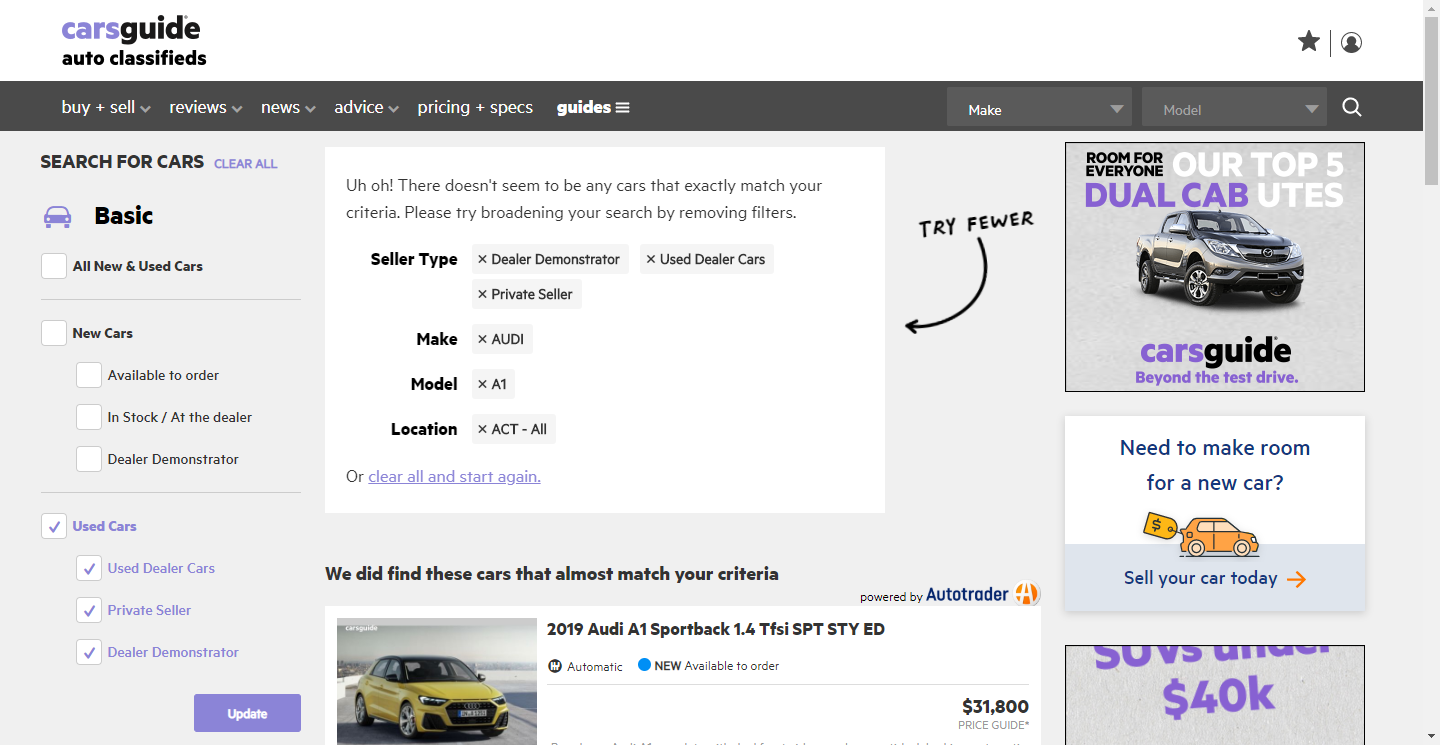 carsguide
auto classifieds
buy + sell
reviews
news
advice
pricing + specs
guides
Make
Model
SEARCH FOR CARS
CLEAR ALL
Basic
All New & Used Cars
New Cars
Available to order
In Stock / At the dealer
Dealer Demonstrator
Used Cars
Used Dealer Cars
Private Seller
Dealer Demonstrator
Update
Uh oh! There doesn't seem to be any cars that exactly match your
criteria. Please try broadening your search by removing filters.
Seller Type
× Dealer Demonstrator
× Used Dealer Cars
× Private Seller
Make
× AUDI
Model
× A1
Location
× ACT - All
Or clear all and start again.
TRY FEWER
We did find these cars that almost match your criteria
powered by Autotrader
carsguide
2019 Audi A1 Sportback 1.4 Tfsi SPT STY ED
Automatic
NEW Available to order
$31,800
PRICE GUIDE*
ROOM FOR
EVERYONE
OUR TOP 5
DUAL CAB UTES
carsguide
Beyond the test drive.
Need to make room
for a new car?
$
Sell your car today
SUVs under
$40k